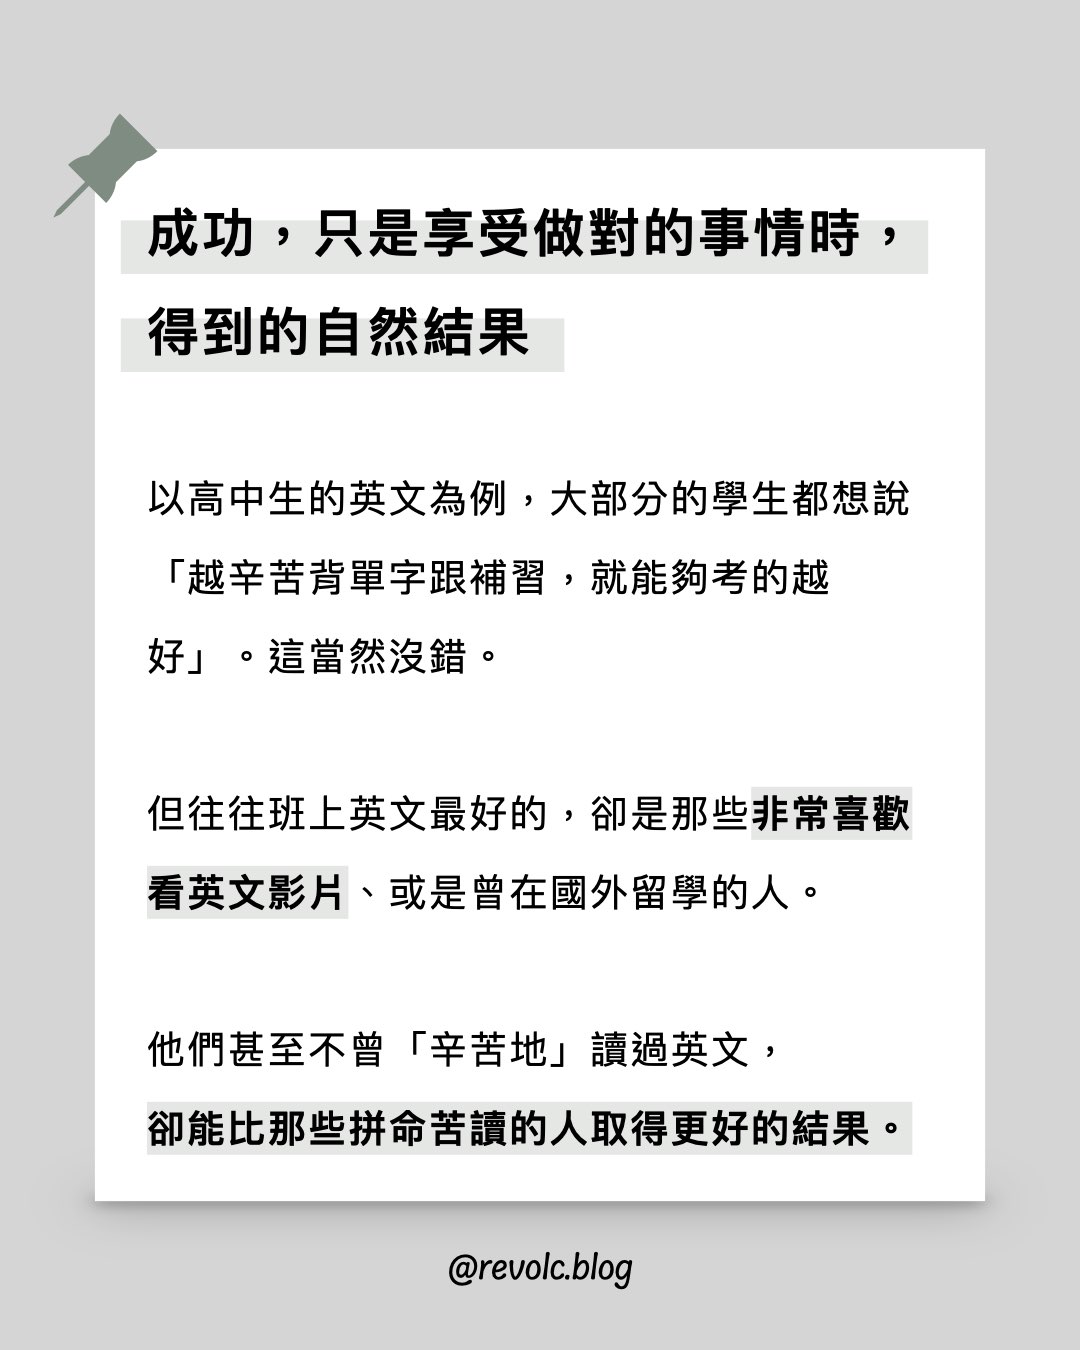 成功，只是享受做對的事情時，
得到的自然結果
以高中生的英文為例，大部分的學生都想說
「越辛苦背單字跟補習，就能夠考的越
好」。這當然沒錯。
但往往班上英文最好的，卻是那些非常喜歡
看英文影片、或是曾在國外留學的人。
他們甚至不曾「辛苦地」讀過英文，
卻能比那些拼命苦讀的人取得更好的結果。
@revolc.blog